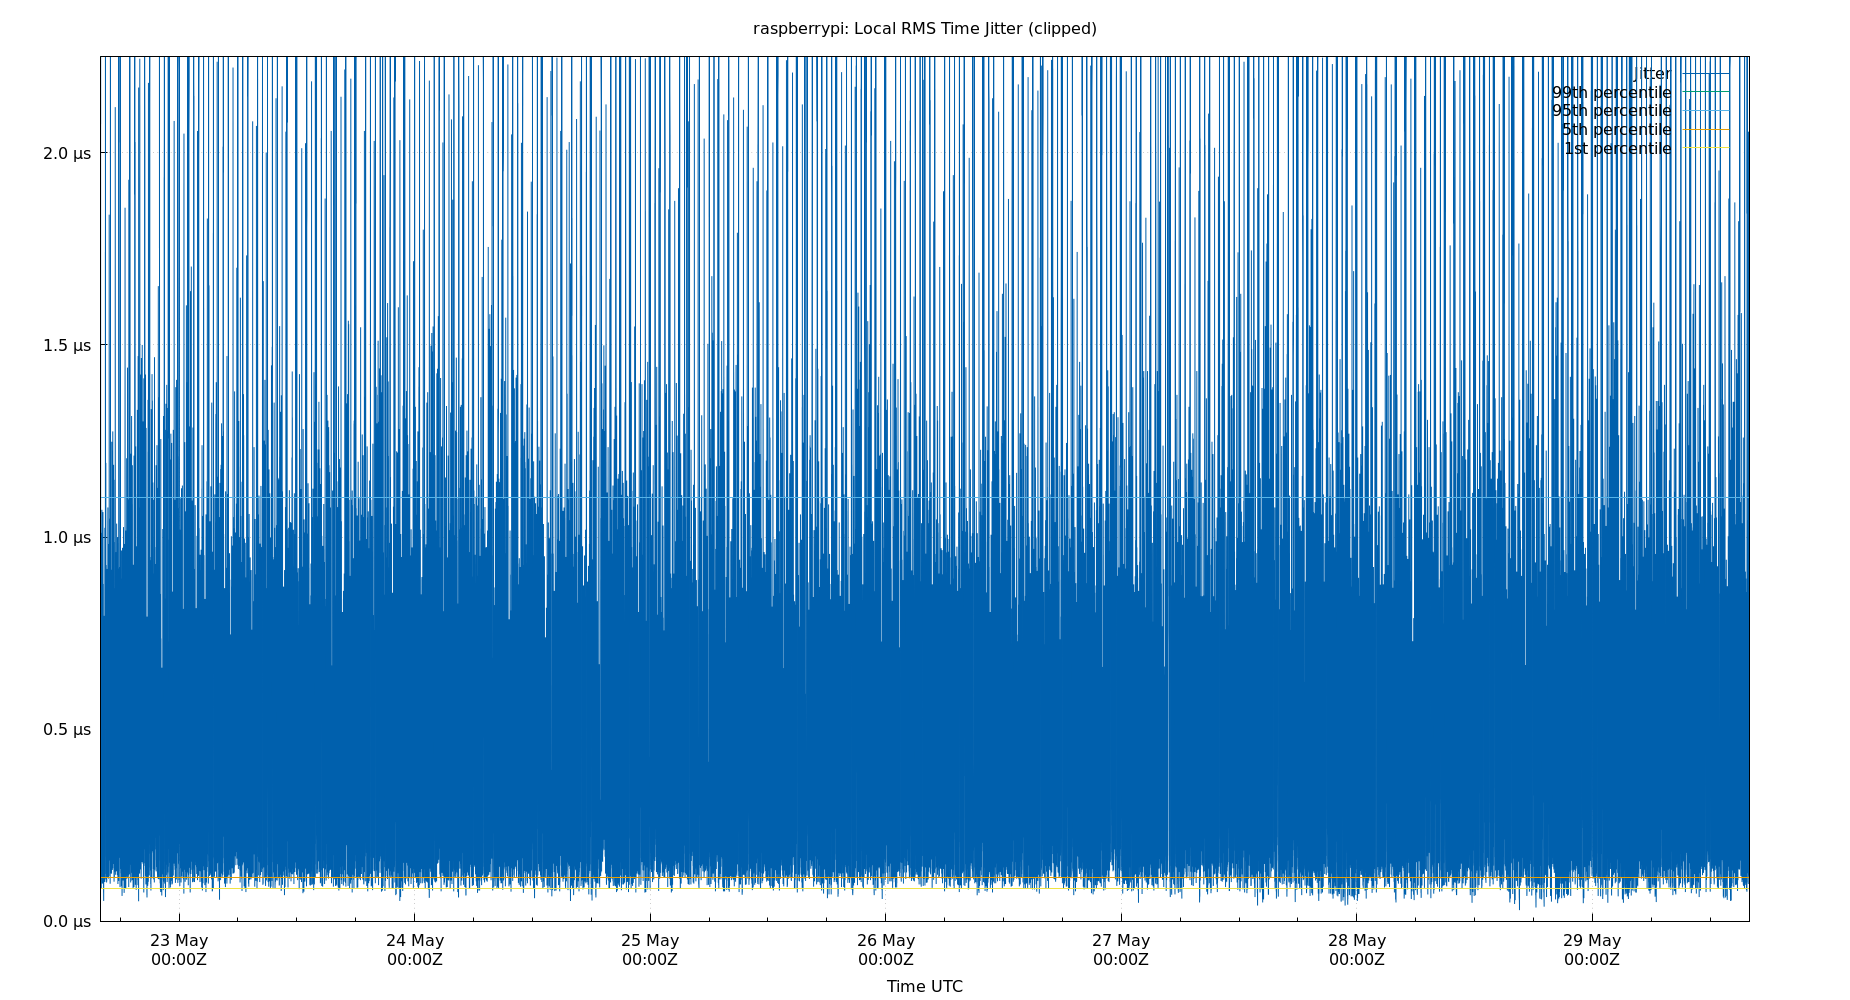 raspberrypi: Local RMS Time Jitter (clipped)
jitter
99th percentile
95th percentile
5th percentile
1st percentile
2.0 µs
1.5 µs
1.0 µs
0.5 µs
0.0 µs
23 May 24 May 25 May 26 May 27 May 28 May 29 May
00:00Z 00:00Z 00:00Z 00:00Z 00:00Z 00:00Z 00:00Z
Time UTC